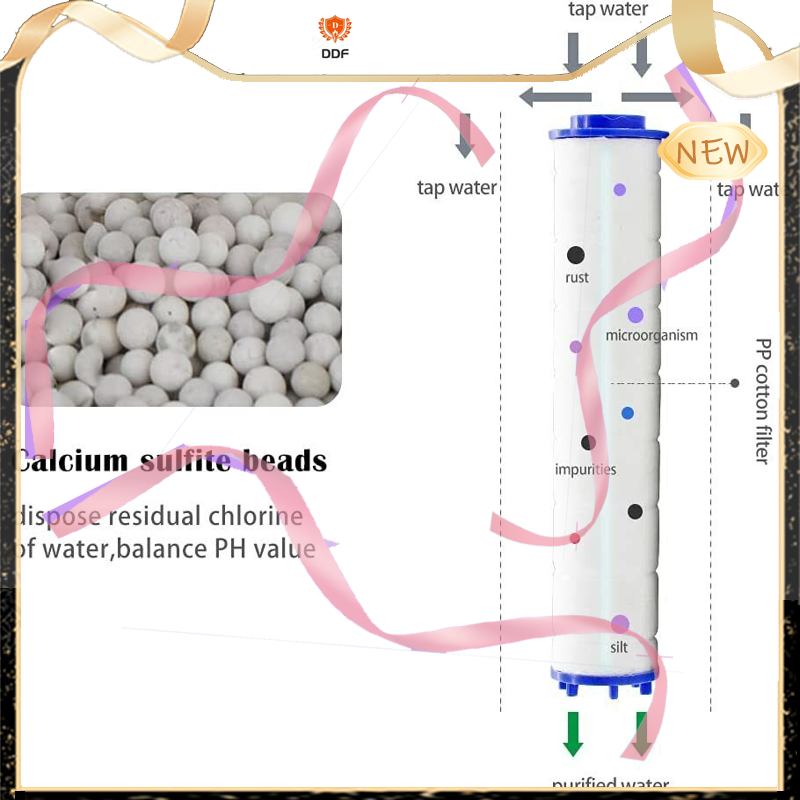 tap water
DDF
NEW
tap water
tap wat
rust
microorganism
PP cotton filter
Calcium sulfite beads
impurities
dispose residual chlorine
of water,balance PH value
silt
purified water